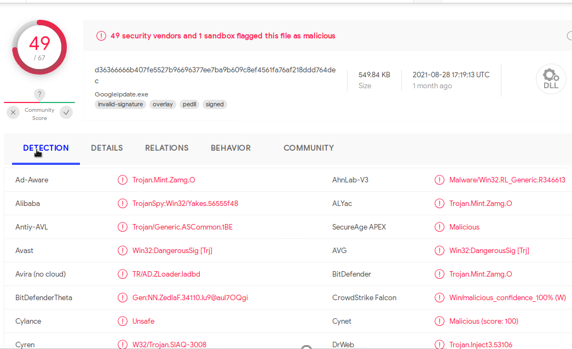 49
/ 67
?
Community
Score
49 security vendors and 1 sandbox flagged this file as malicious
d36366666b407fe5527b96696377ee7ba9b609c8ef4561fa76af218ddd764de
c
Googleipdate.exe
invalid-signature overlay pedll signed
549.84 KB
Size
2021-08-28 17:19:13 UTC
1 month ago
DLL
DETECTION DETAILS RELATIONS BEHAVIOR COMMUNITY
Ad-Aware Trojan.Mint.Zamg.O AhnLab-V3 Malware/Win32.RL_Generic.R346613
Alibaba TrojanSpy:Win32/Yakes.56555f48 ALYac Trojan.Mint.Zamg.O
Antiy-AVL Trojan/Generic.ASCommon.1BE SecureAge APEX Malicious
Avast Win32:DangerousSig [Trj] AVG Win32:DangerousSig [Trj]
Avira (no cloud) TR/AD.ZLoader.ladbd BitDefender Trojan.Mint.Zamg.O
BitDefenderTheta Gen:NN.ZedlaF.34110.Iu9@aul7OQgi CrowdStrike Falcon Win/malicious_confidence_100% (W)
Cylance Unsafe Cynet Malicious (score: 100)
Cyren W32/Trojan.SIAQ-3008 DrWeb Trojan.Inject3.53106